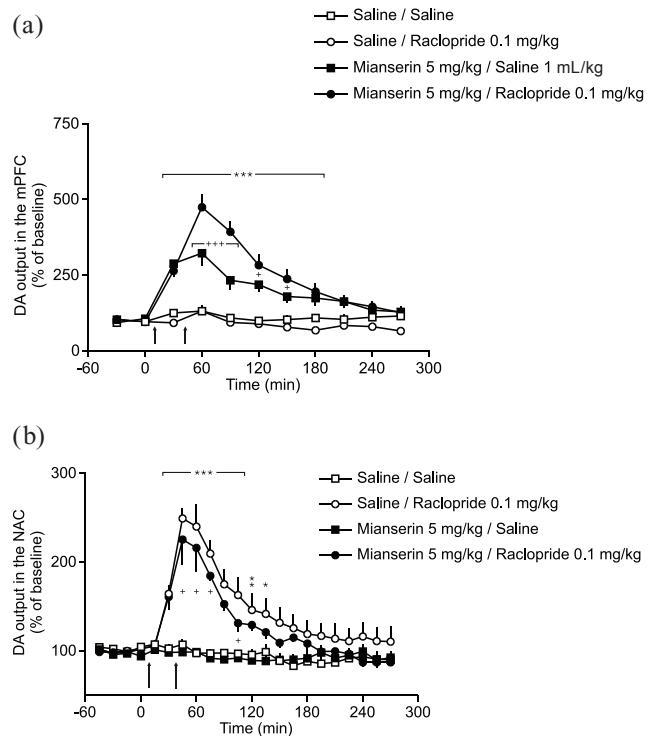 (a)
Saline / Saline
Saline / Raclopride 0.1 mg/kg
Mianserin 5 mg/kg / Saline 1 mL/kg
Mianserin 5 mg/kg / Raclopride 0.1 mg/kg
750
500
250
0
DA output in the mPFC
(% of baseline)
***
+++
+
+
-60
0
60
120
180
240
300
Time (min)
(b)
Saline / Saline
Saline / Raclopride 0.1 mg/kg
Mianserin 5 mg/kg / Saline
Mianserin 5 mg/kg / Raclopride 0.1 mg/kg
300
200
100
0
DA output in the NAC
(% of baseline)
***
*
* *
+ + +
+
-60
0
60
120
180
240
300
Time (min)